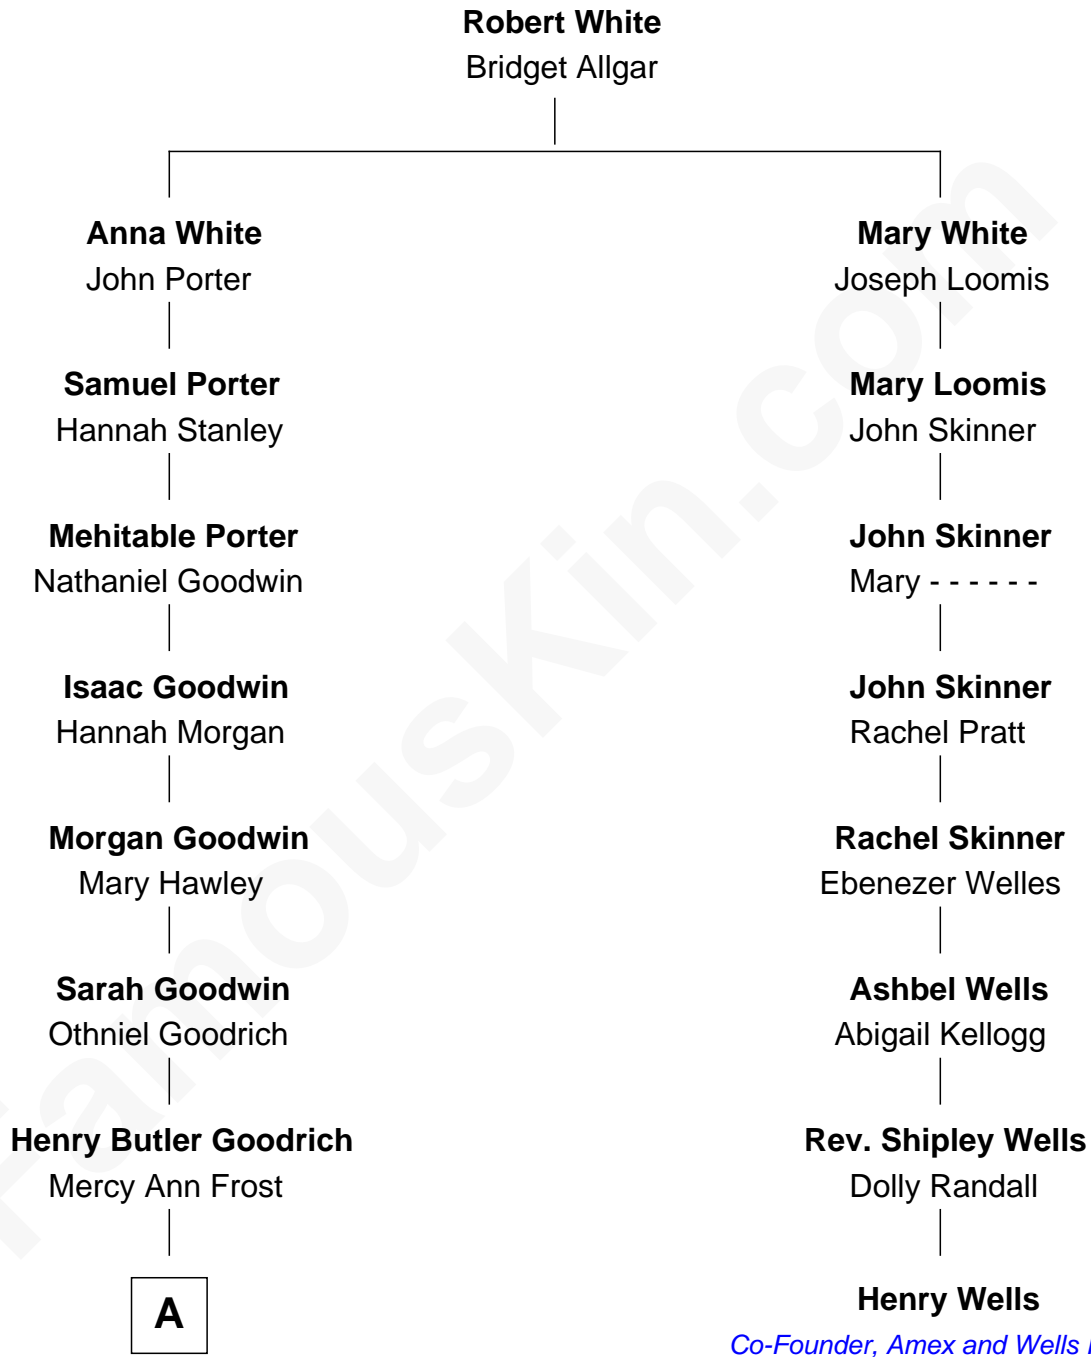 Robert White
Bridget Allgar
Anna White
John Porter
Mary White
Joseph Loomis
Samuel Porter
Hannah Stanley
Mary Loomis
John Skinner
Mehitable Porter
Nathaniel Goodwin
John Skinner
Mary - - - - - -
Isaac Goodwin
Hannah Morgan
John Skinner
Rachel Pratt
Morgan Goodwin
Mary Hawley
Rachel Skinner
Ebenezer Welles
Sarah Goodwin
Othniel Goodrich
Ashbel Wells
Abigail Kellogg
Henry Butler Goodrich
Mercy Ann Frost
Rev. Shipley Wells
Dolly Randall
A
Henry Wells
Co-Founder, Amex and Wells
FamousKin.com